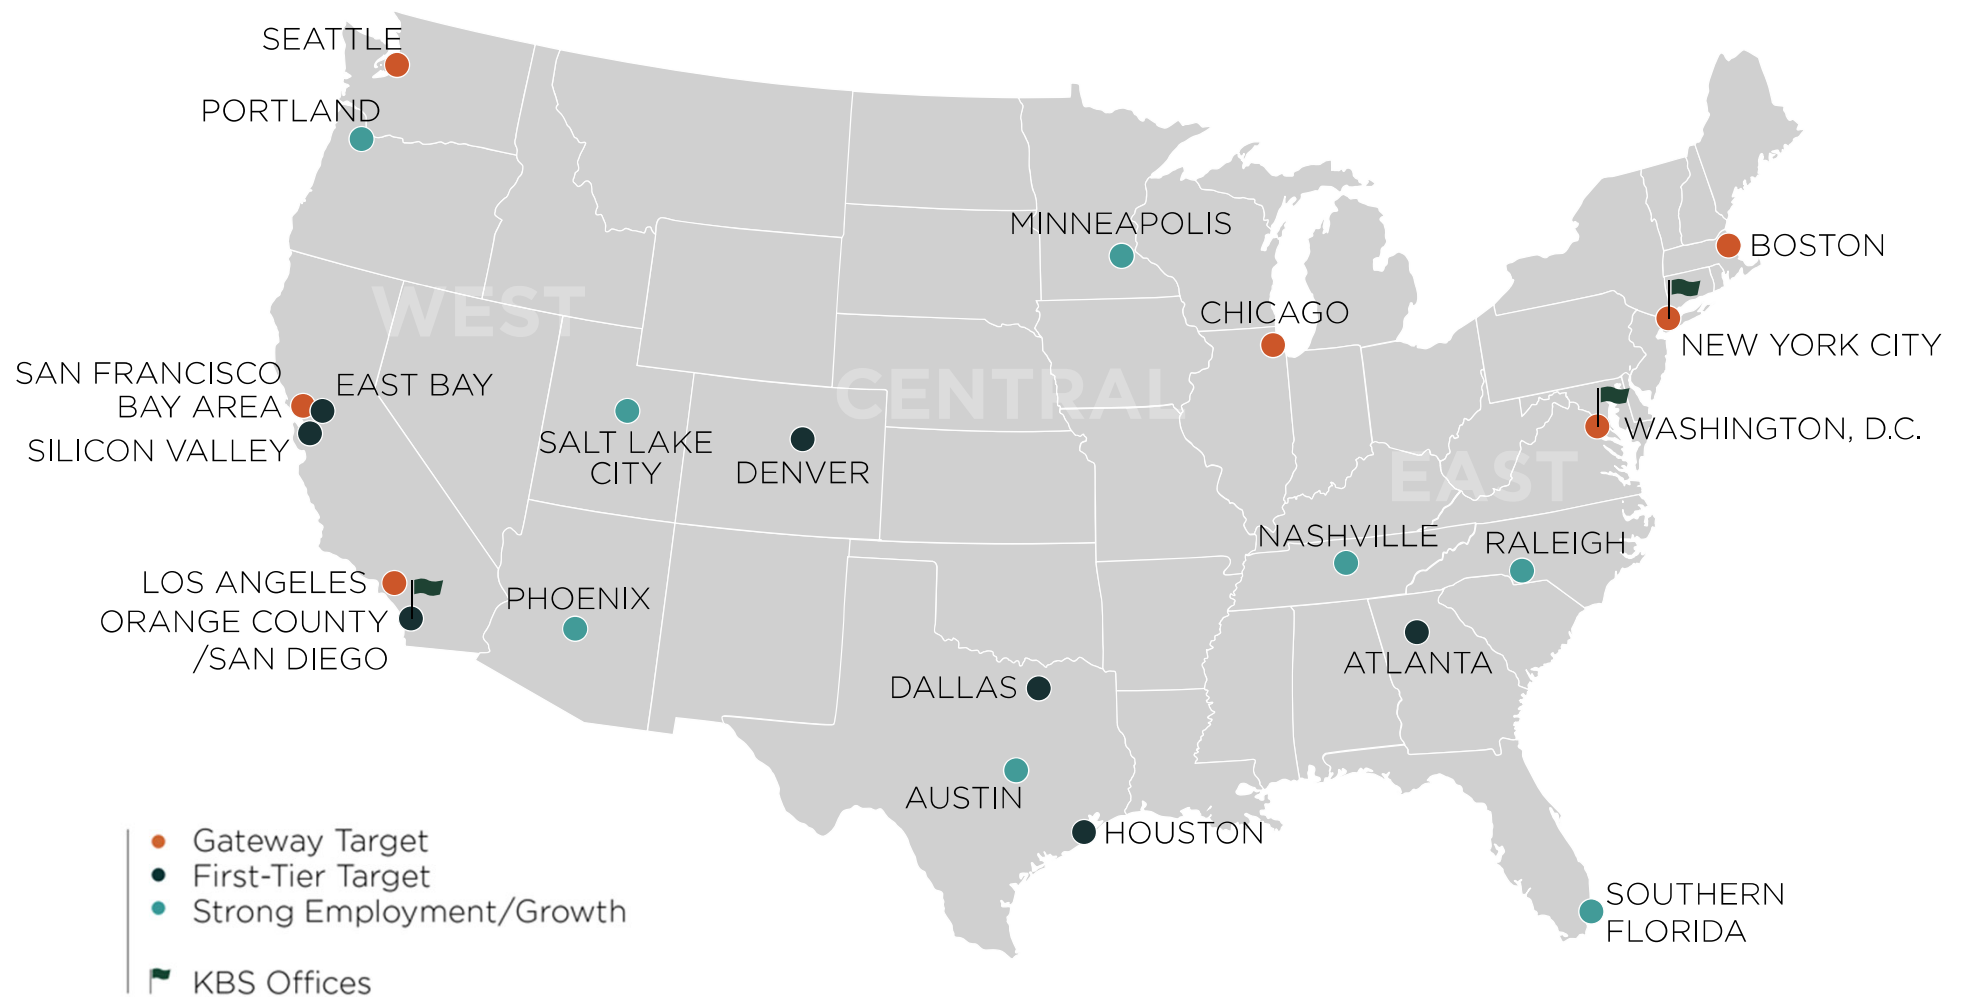 SEATTLE
PORTLAND
MINNEAPOLIS
BOSTON
WEST
CHICAGO
NEW YORK CITY
SAN FRANCISCO
BAY AREA
EAST BAY
SILICON VALLEY
CENTRAL
SALT LAKE
CITY
DENVER
WASHINGTON, D.C.
EAST
NASHVILLE
RALEIGH
LOS ANGELES
ORANGE COUNTY
/SAN DIEGO
PHOENIX
ATLANTA
DALLAS
AUSTIN
HOUSTON
SOUTHERN
FLORIDA
Gateway Target
First-Tier Target
Strong Employment/Growth
KBS Offices